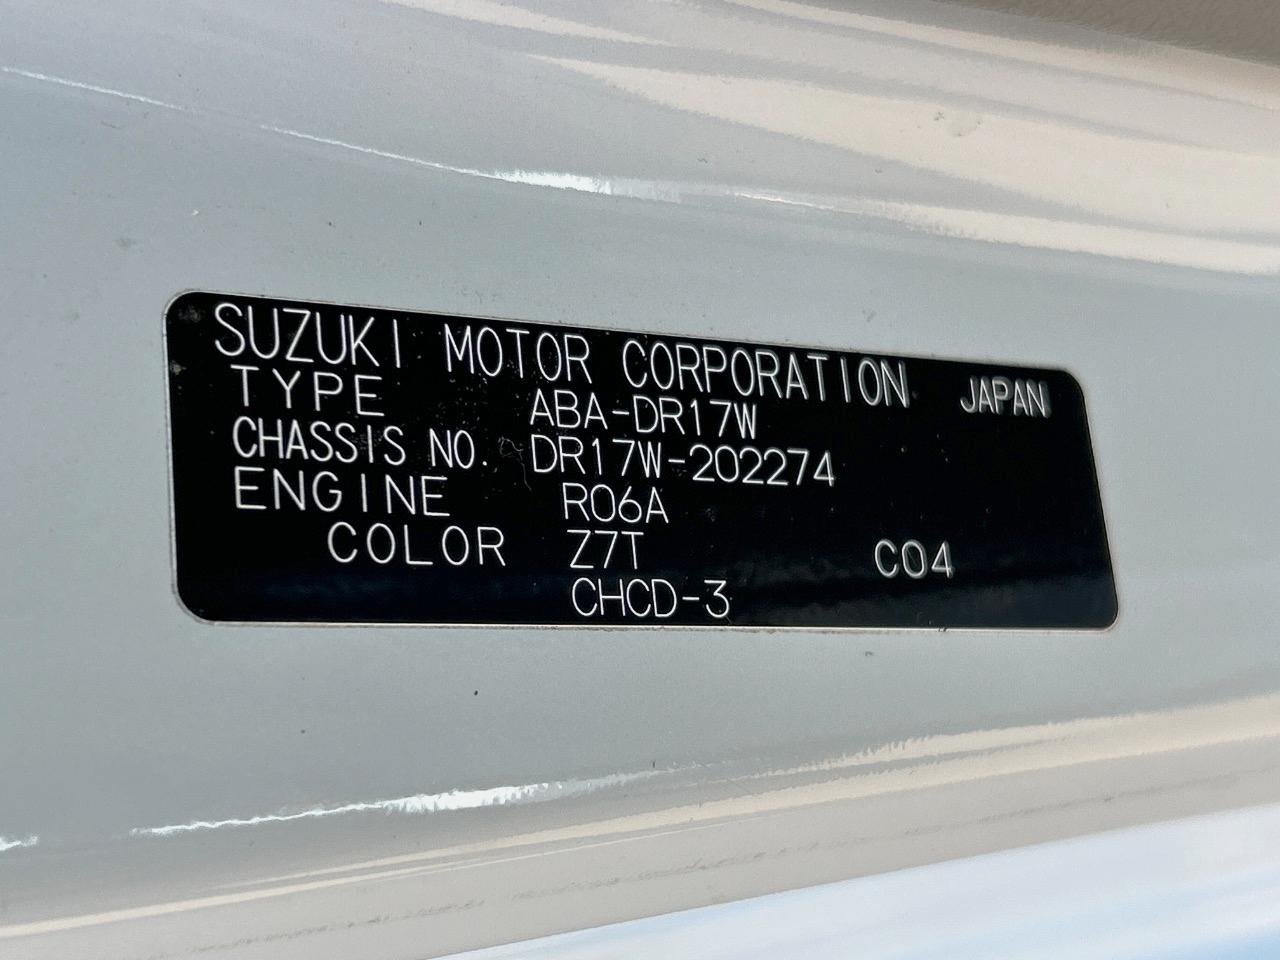 SUZUKI MOTOR CORPORATION JAPAN
TYPE ABA-DR17W
CHASSIS NO. DR17W-202274
ENGINE R06A
COLOR Z7T C04
CHCD-3